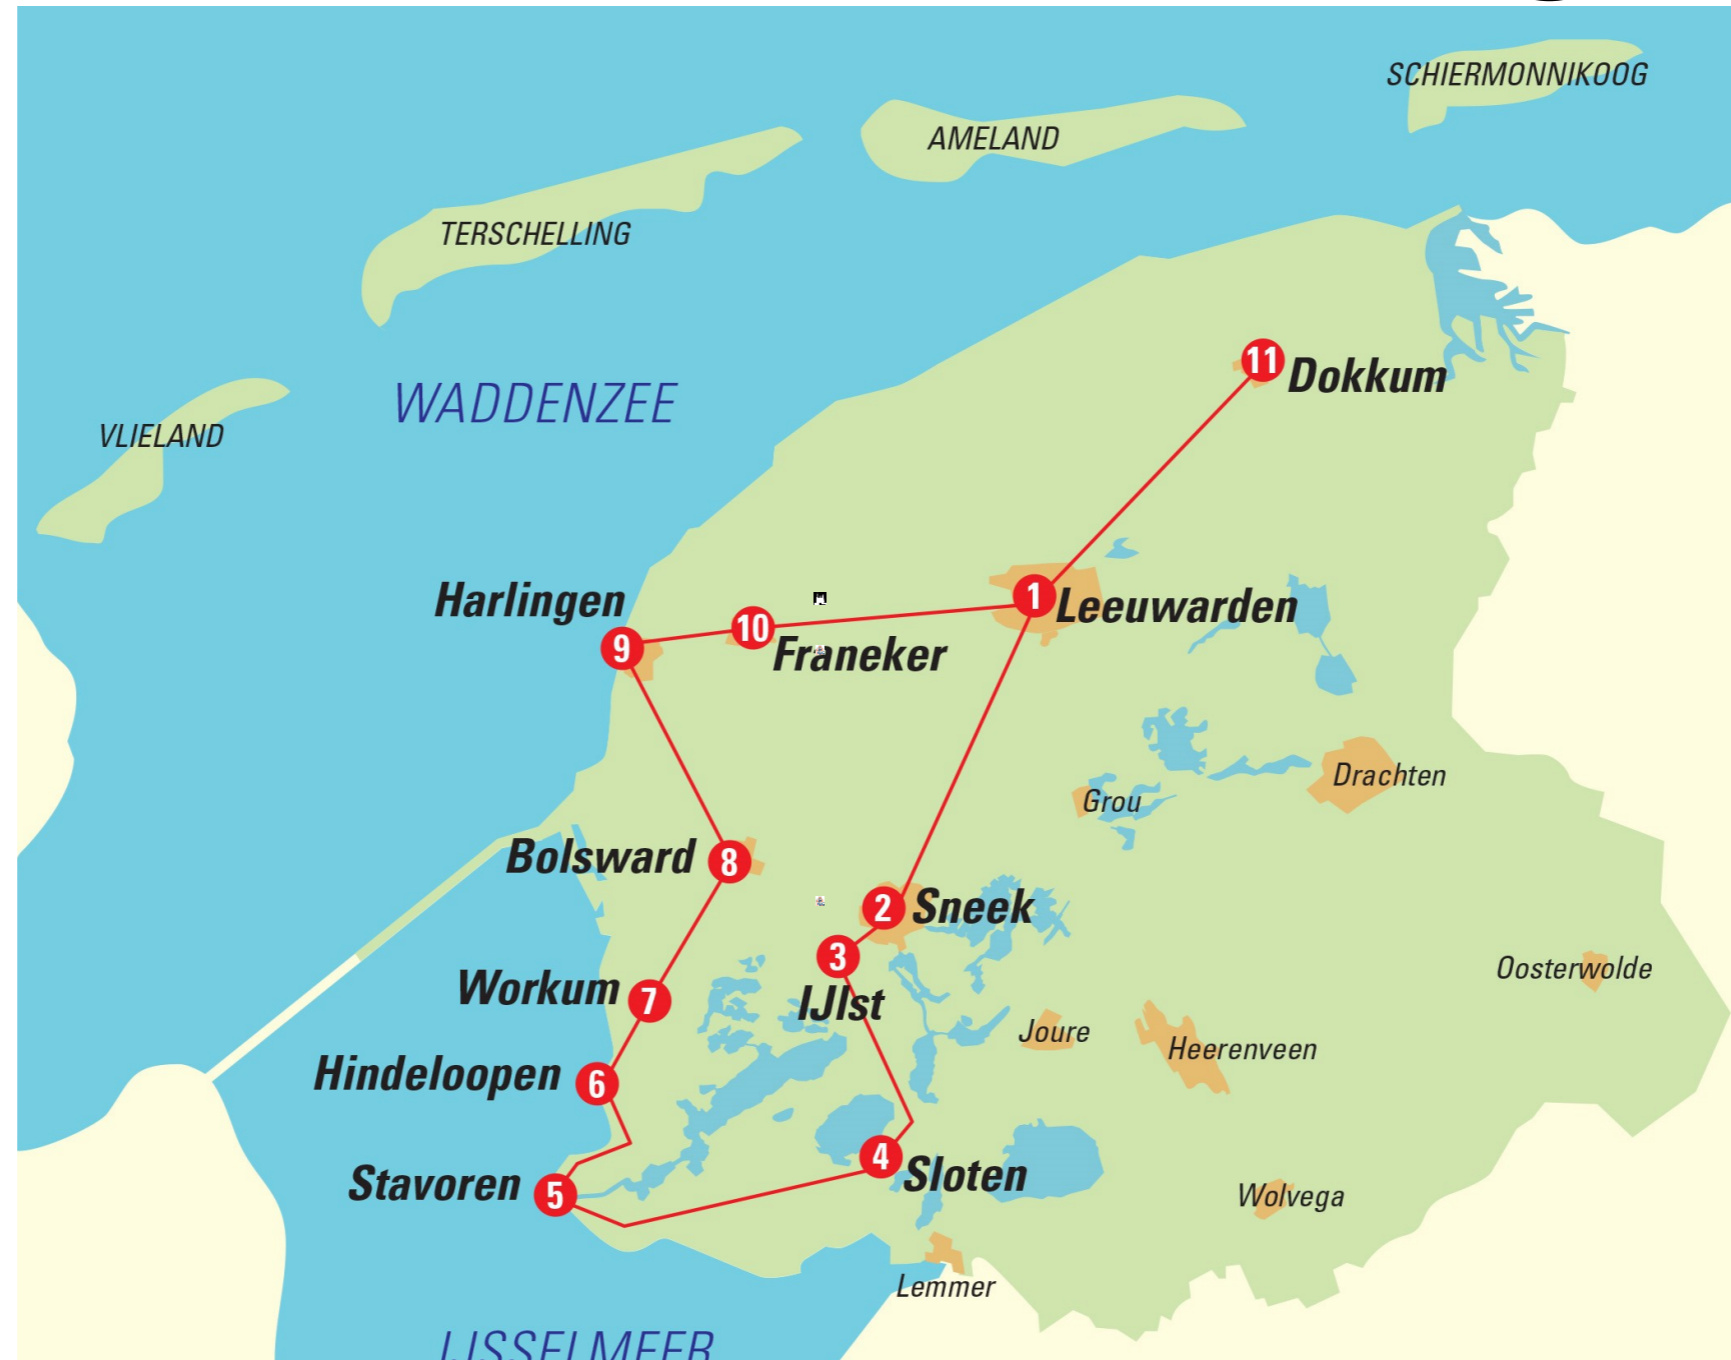 SCHIERMONNIKOOG
AMELAND
TERSCHELLING
WADDENZEE
VLIELAND
11 Dokkum
Harlingen 9
10 Franeker
1 Leeuwarden
Drachten
Grou
Bolsward 8
2 Sneek
3 IJlst
Workum 7
Oosterwolde
Joure
Heerenveen
Hindeloopen 6
4 Sloten
Stavoren 5
Wolvega
Lemmer
IJSSELMEER